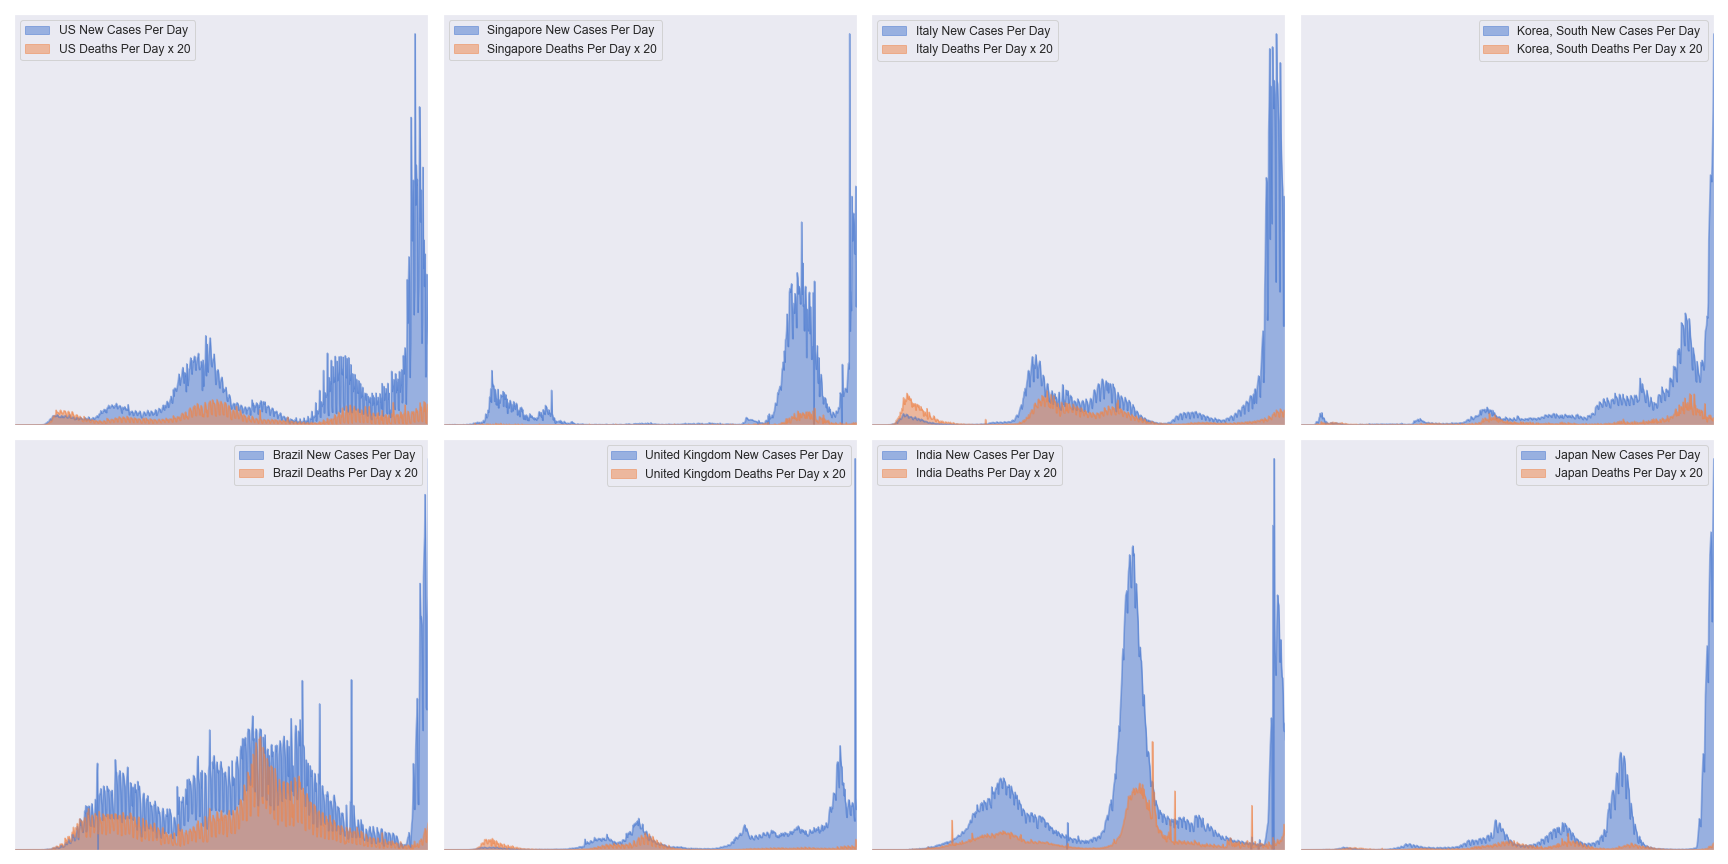 US New Cases Per Day
US Deaths Per Day x 20
Singapore New Cases Per Day
Singapore Deaths Per Day x 20
Italy New Cases Per Day
Italy Deaths Per Day x 20
Korea, South New Cases Per Day
Korea, South Deaths Per Day x 20
Brazil New Cases Per Day
Brazil Deaths Per Day x 20
United Kingdom New Cases Per Day
United Kingdom Deaths Per Day x 20
India New Cases Per Day
India Deaths Per Day x 20
Japan New Cases Per Day
Japan Deaths Per Day x 20